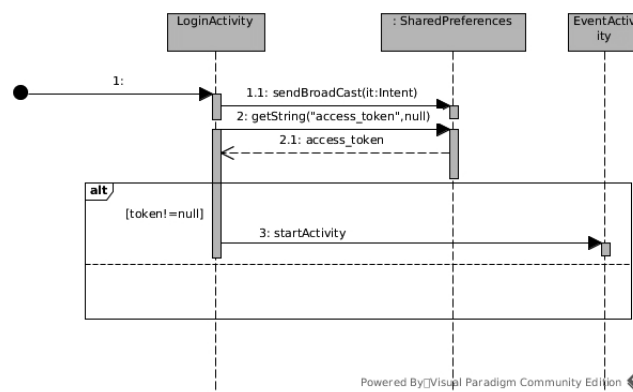 LoginActivity
: SharedPreferences
EventActiv
ity
1:
1.1: sendBroadCast(it:Intent)
2: getString("access_token",null)
2.1: access_token
alt
[token!=null]
3: startActivity
Powered By Visual Paradigm Community Edition